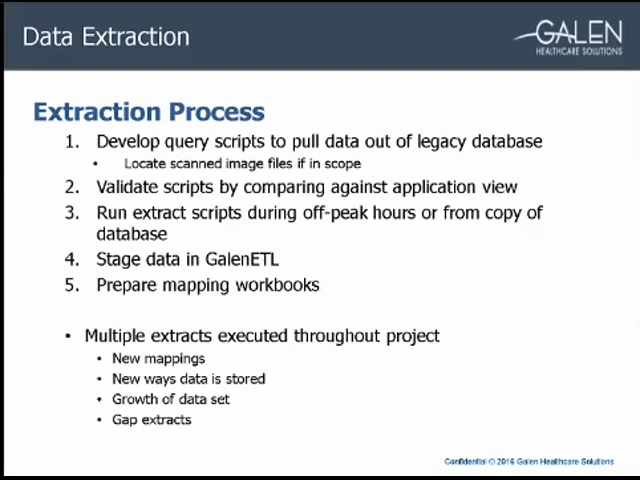 Data Extraction
GALEN
HEALTHCARE SOLUTIONS
Extraction Process
1. Develop query scripts to pull data out of legacy database
• Locate scanned image files if in scope
2. Validate scripts by comparing against application view
3. Run extract scripts during off-peak hours or from copy of
database
4. Stage data in GalenETL
5. Prepare mapping workbooks
• Multiple extracts executed throughout project
• New mappings
• New ways data is stored
• Growth of data set
• Gap extracts
Confidential © 2016 Galen Healthcare Solutions